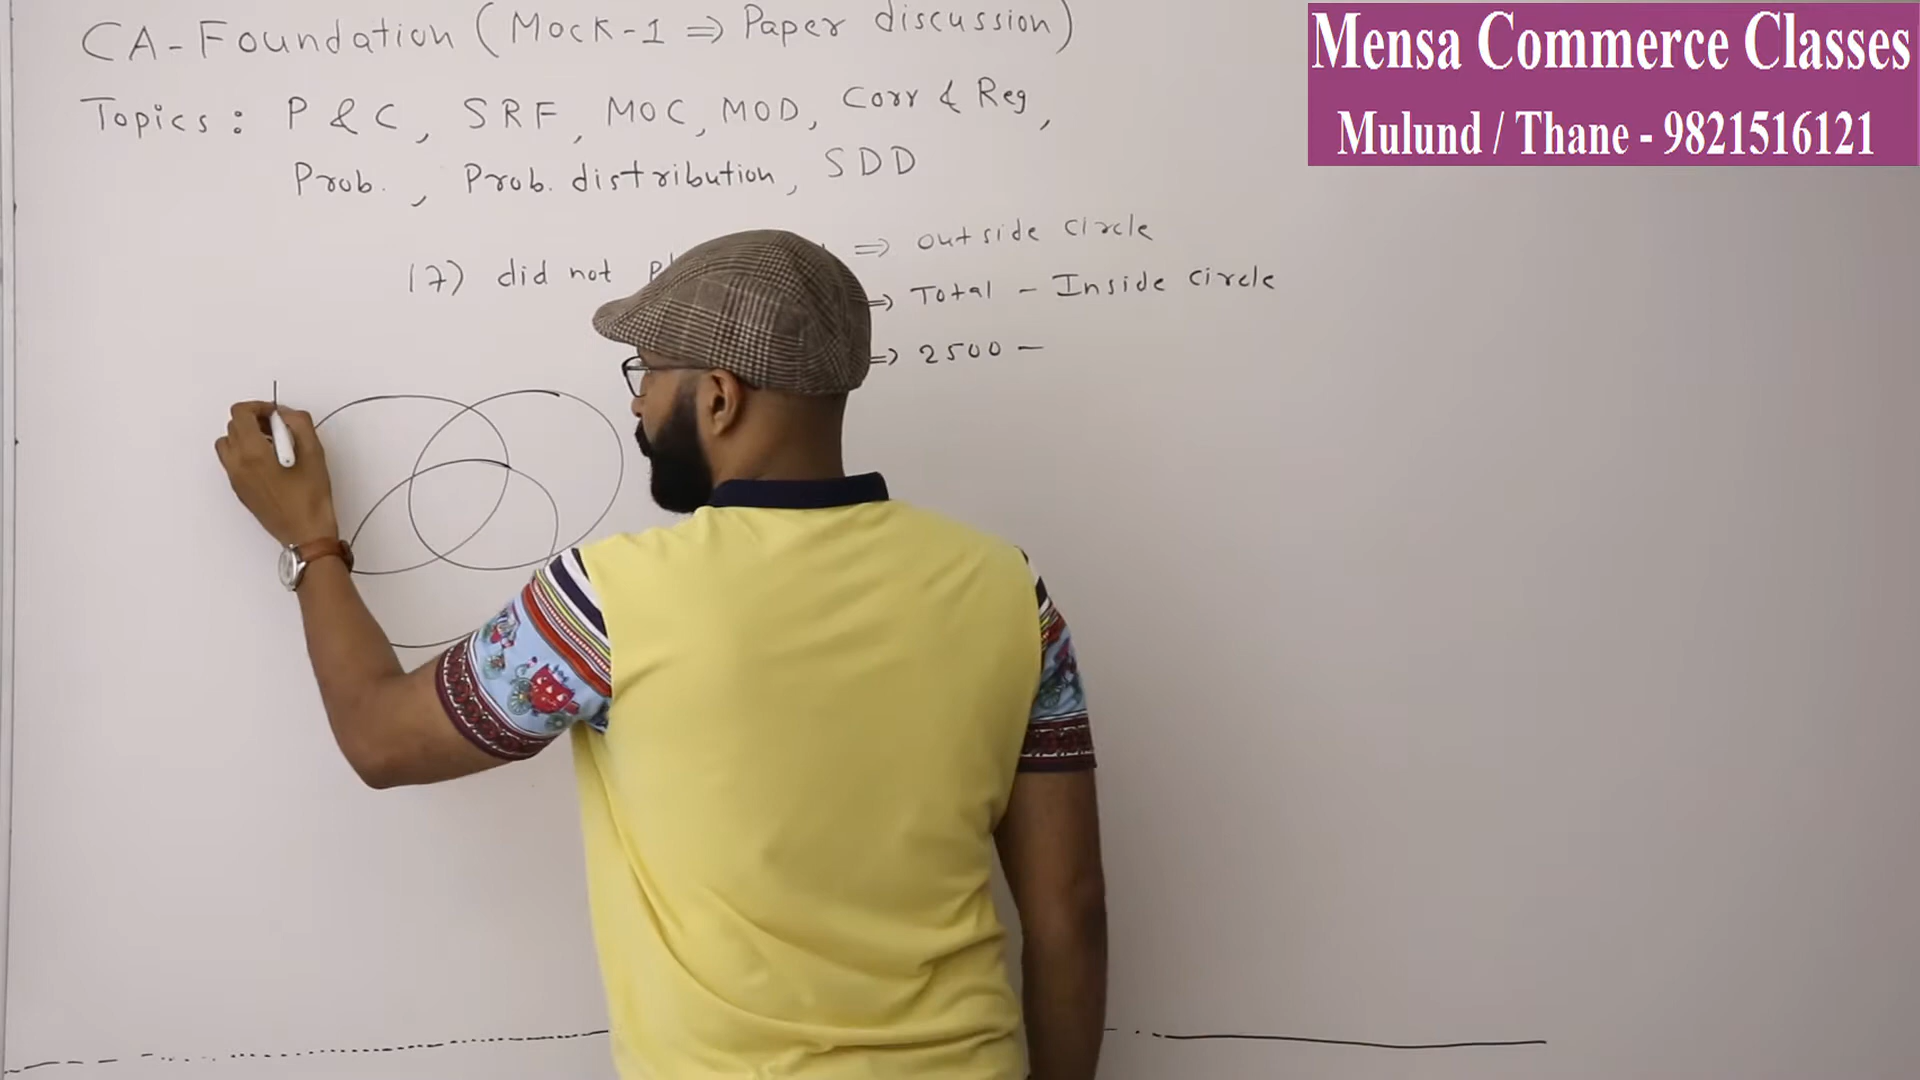 CA-Foundation (Mock-1 ⇒ Paper discussion)
Mensa Commerce Classes
Mulund / Thane - 9821516121
Topics : P & C, SRF, MOC, MOD, Corr & Reg,
Prob., Prob. distribution, SDD
(7) did not ⇒ outside circle
⇒ Total - Inside circle
⇒ 2500 -